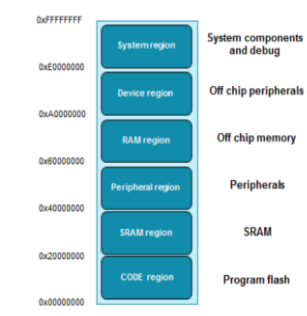 0xFFFFFFFF
System region
System components
and debug
0xE0000000
Device region
Off chip peripherals
0xA0000000
RAM region
Off chip memory
0x60000000
Peripheral region
Peripherals
0x40000000
SRAM region
SRAM
0x20000000
CODE region
Program flash
0x00000000